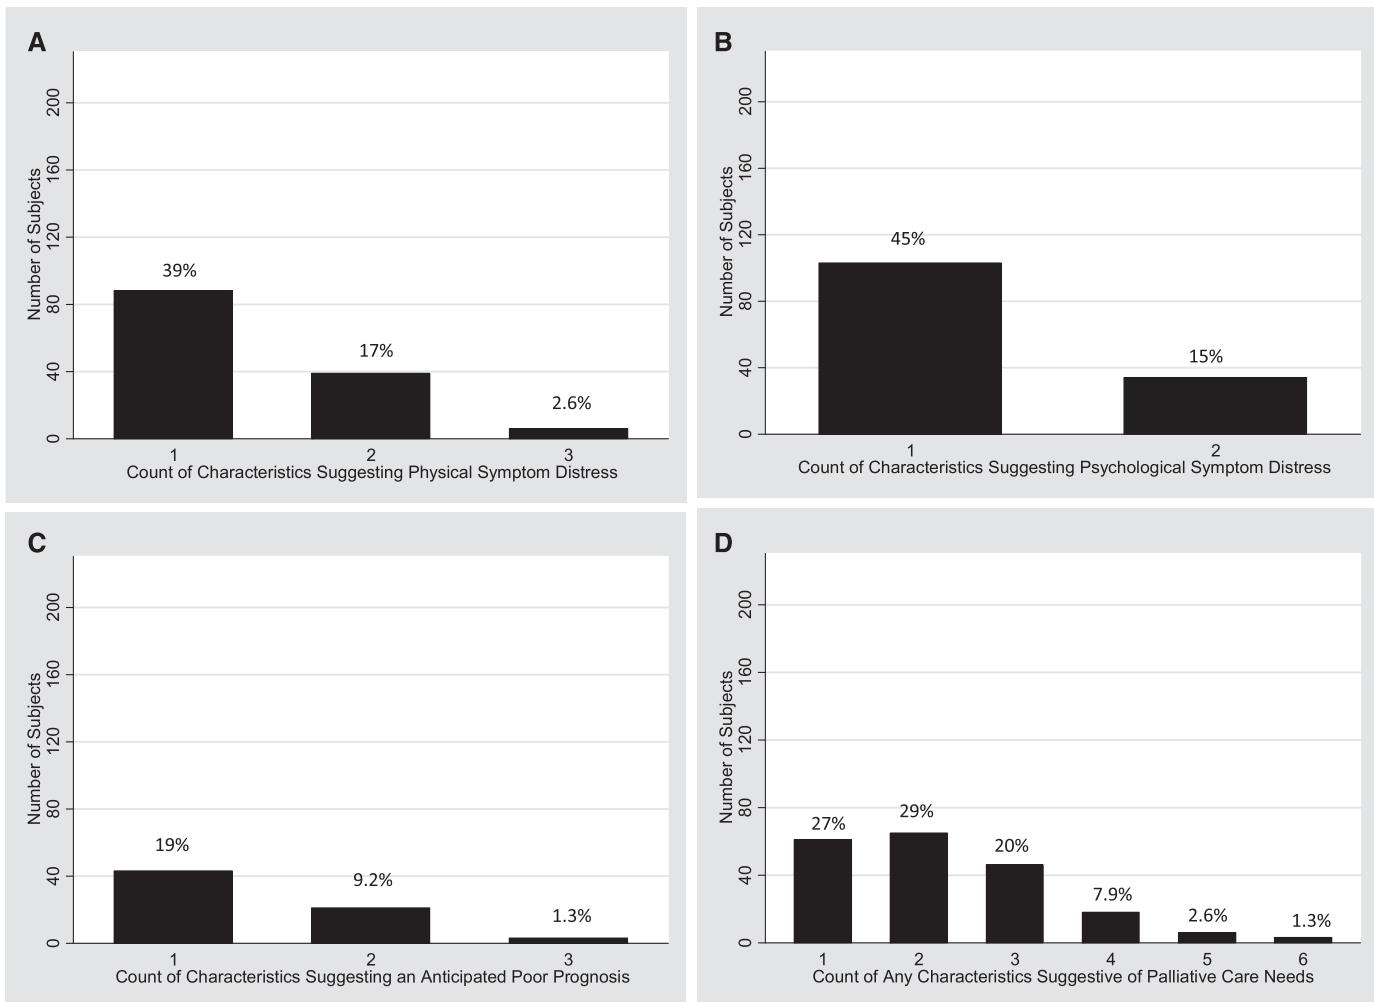 A
Number of Subjects
200
160
120
80
40
0
39%
17%
2.6%
1 2 3
Count of Characteristics Suggesting Physical Symptom Distress
B
Number of Subjects
200
160
120
80
40
0
45%
15%
1 2
Count of Characteristics Suggesting Psychological Symptom Distress
C
Number of Subjects
200
160
120
80
40
0
19%
9.2%
1.3%
1 2 3
Count of Characteristics Suggesting an Anticipated Poor Prognosis
D
Number of Subjects
200
160
120
80
40
0
27%
29%
20%
7.9%
2.6%
1.3%
1 2 3 4 5 6
Count of Any Characteristics Suggestive of Palliative Care Needs